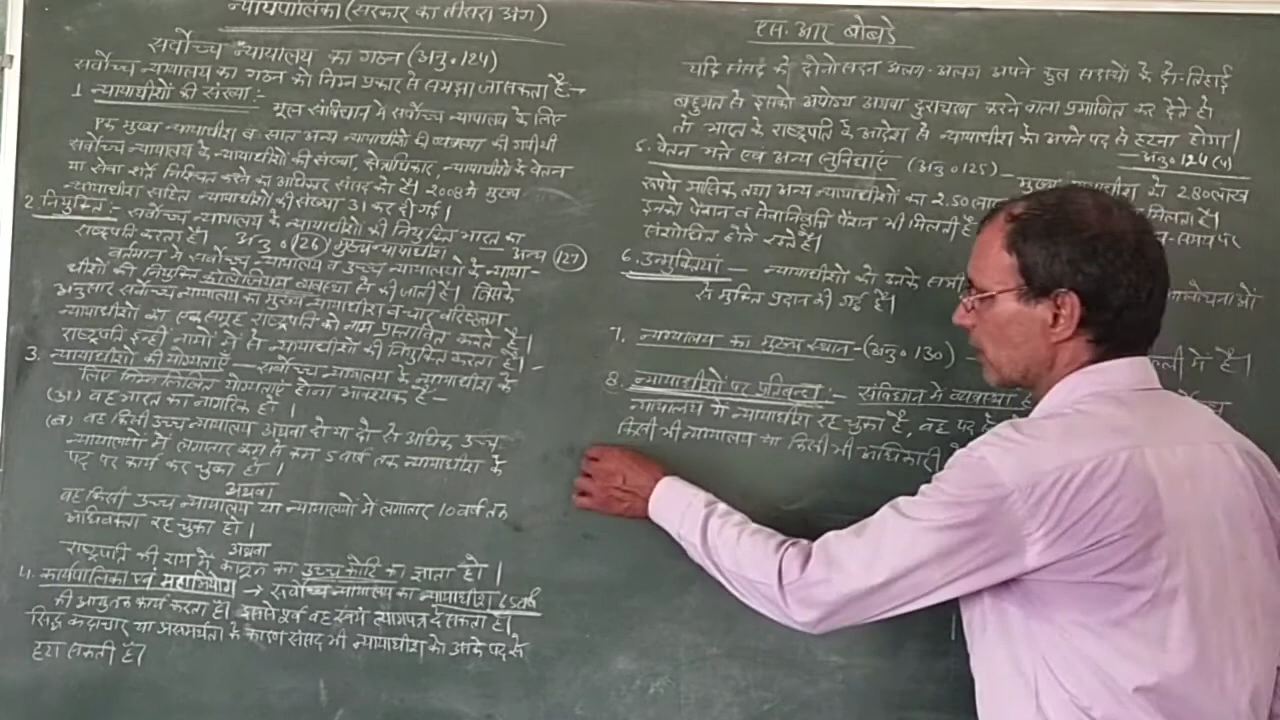 न्यायपालिका (सरकार का तीसरा अंग)
सर्वोच्च न्यायालय का गठन (अनु॰ 124)
सर्वोच्च न्यायालय का गठन को निम्न प्रकार से समझा जा सकता है:→
1 न्यायाधीशों की संख्या:-
मूल संविधान में सर्वोच्च न्यायालय के लिए
एक मुख्य न्यायाधीश व सात अन्य न्यायाधीशों की व्यवस्था की गयी थी
सर्वोच्च न्यायालय के न्यायाधीशों की संख्या, क्षेत्राधिकार, न्यायाधीशों के वेतन
या सेवा शर्तें निश्चित करने का अधिकार संसद को है। 2008 में मुख्य
न्यायाधीश सहित न्यायाधीशों की संख्या 31 कर दी गई।
2. नियुक्ति:- सर्वोच्च न्यायालय के न्यायाधीशों की नियुक्ति भारत का
राष्ट्रपति करता है। अनु॰ 126 मुख्य न्यायाधीश अन्य 127
वर्तमान में सर्वोच्च न्यायालय व उच्च न्यायालयों के न्याया-
धीशों की नियुक्ति कोलेजियम व्यवस्था से की जाती है। जिसके
अनुसार सर्वोच्च न्यायालय का मुख्य न्यायाधीश व चार वरिष्ठतम
न्यायाधीशों का एक समूह राष्ट्रपति को नाम प्रस्तावित करते हैं।
राष्ट्रपति इन्हीं नामों में से न्यायाधीशों की नियुक्ति करता है।
3. न्यायाधीशों की योग्यताएँ — सर्वोच्च न्यायालय के न्यायाधीश के
लिए निम्नलिखित योग्यताएं होना आवश्यक है-
(अ) वह भारत का नागरिक हो।
(ब) वह किसी उच्च न्यायालय अथवा दो या दो से अधिक उच्च
न्यायालयों में लगातार कम से कम 5 वर्ष तक न्यायाधीश के
पद पर कार्य कर चुका हो।
अथवा
वह किसी उच्च न्यायालय या न्यायालयों में लगातार 10 वर्ष तक
अधिवक्ता रह चुका हो।
अथवा
राष्ट्रपति की राय में कानून का उच्च कोटि का ज्ञाता हो।
4. कार्यपालिका एवं महाभियोग → सर्वोच्च न्यायालय का न्यायाधीश 65 वर्ष
की आयु तक कार्य करता है। इससे पूर्व वह स्वयं त्यागपत्र दे सकता है।
सिद्ध कदाचार या असमर्थता के कारण संसद भी न्यायाधीश को उसके पद से
हटा सकती है।
एस. आर बोबडे
यदि संसद के दोनो सदन अलग-अलग अपने कुल सदस्यों के दो-तिहाई
बहुमत से इसको अयोग्य अथवा दुराचरण करने वाला प्रमाणित कर देते है
तो भारत के राष्ट्रपति के आदेश से न्यायाधीश को अपने पद से हटना होगा।
—अनु॰ 124 (4)
5. वेतन भत्ते एवं अन्य सुविधाएं (अनु॰ 125) — मुख्य न्यायाधीश को 2.80 लाख
रूपये मासिक तथा अन्य न्यायाधीशों का 2.50 लाख मिलता है।
इनको पेंशन व सेवानिवृत्ति पेंशन भी मिलती है समय-समय पर
संशोधित होते रहते हैं।
6. उन्मुक्तियां — न्यायाधीशों को उनके आलोचनाओं
से मुक्ति प्रदान की गई है।
7. न्यायालय का मुख्य स्थान - (अनु॰ 130) — दिल्ली में है।
8. न्यायाधीशों पर प्रतिबन्ध:- संविधान में व्यवस्था है
न्यायालय में न्यायाधीश रह चुका है, वह पद
किसी भी न्यायालय या किसी भी अधिकारी